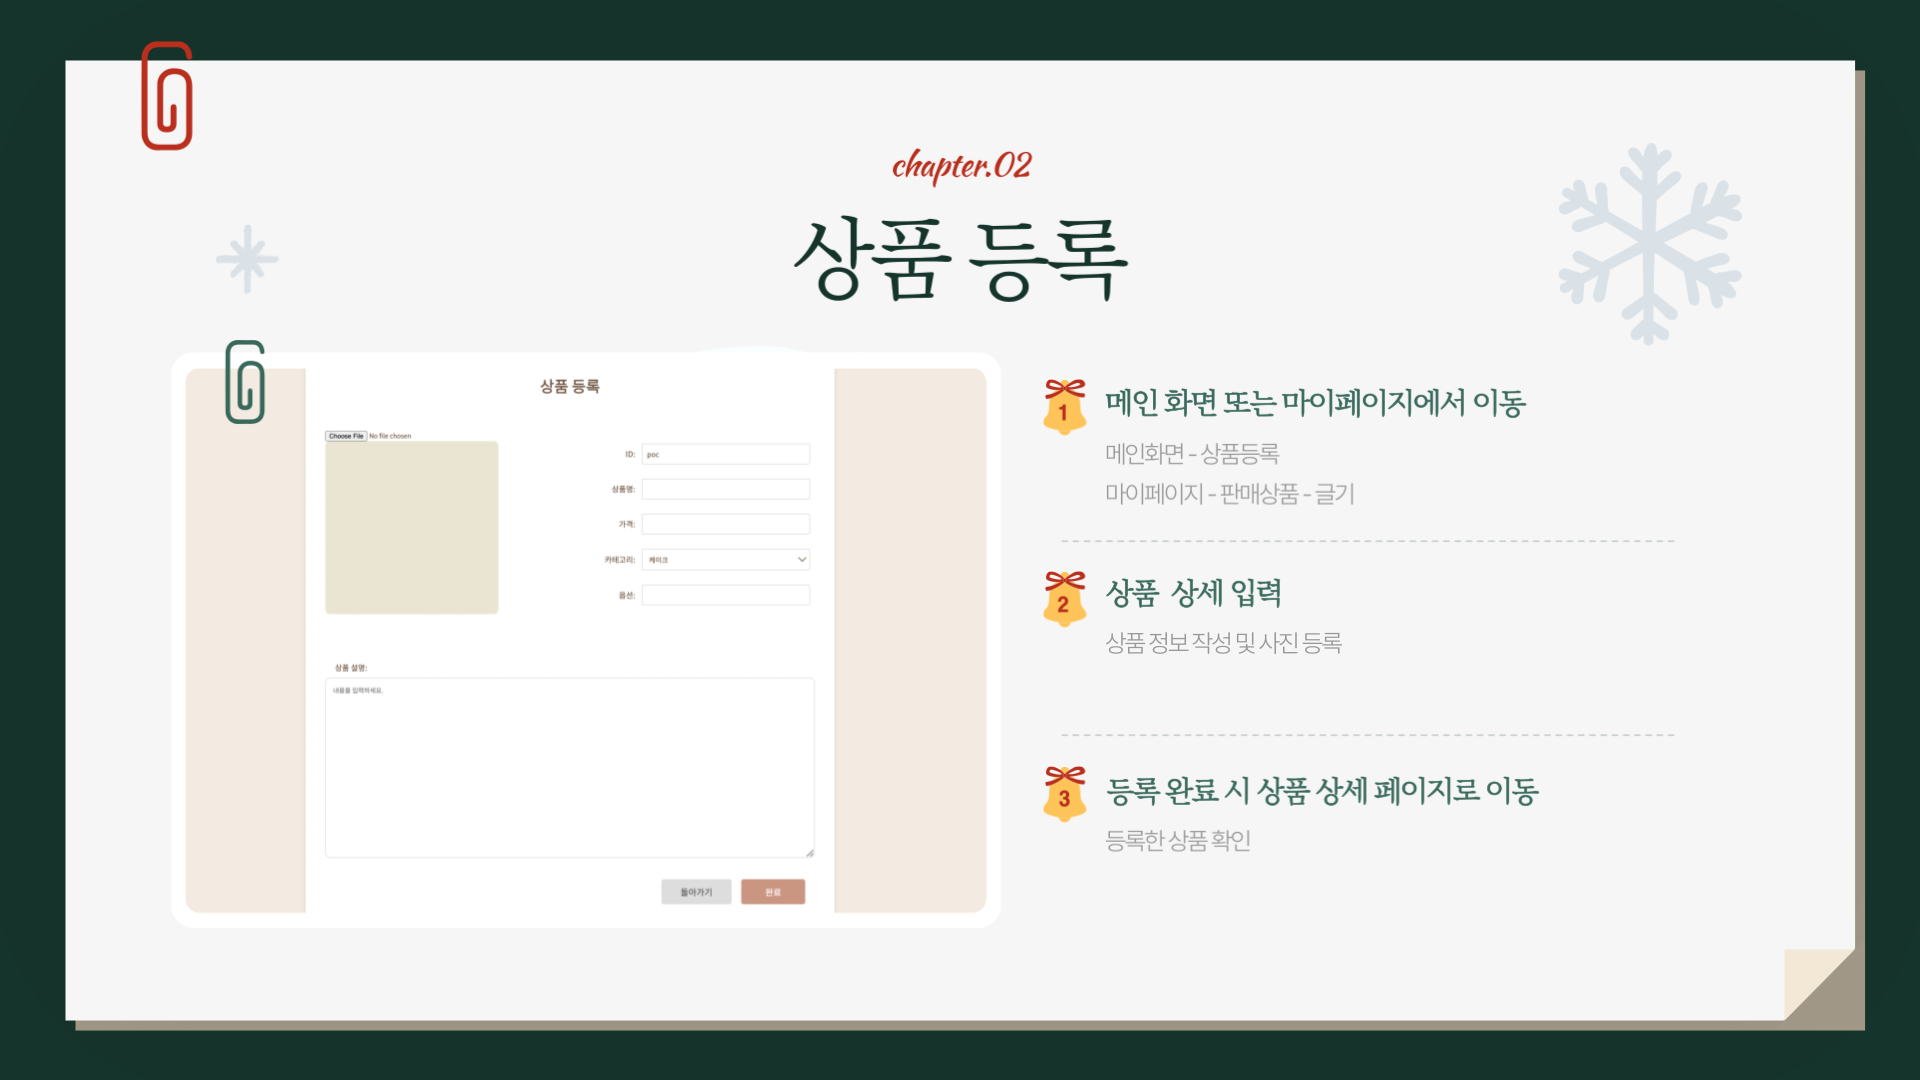 chapter.02
상품 등록
상품 등록
Choose File No file chosen
ID: poc
상품명:
가격:
카테고리: 케이크
옵션:
상품 설명:
내용을 입력하세요.
돌아가기 완료
1 메인 화면 또는 마이페이지에서 이동
메인화면 - 상품등록
마이페이지 - 판매상품 - 글기
2 상품 상세 입력
상품 정보 작성 및 사진 등록
3 등록 완료 시 상품 상세 페이지로 이동
등록한 상품 확인